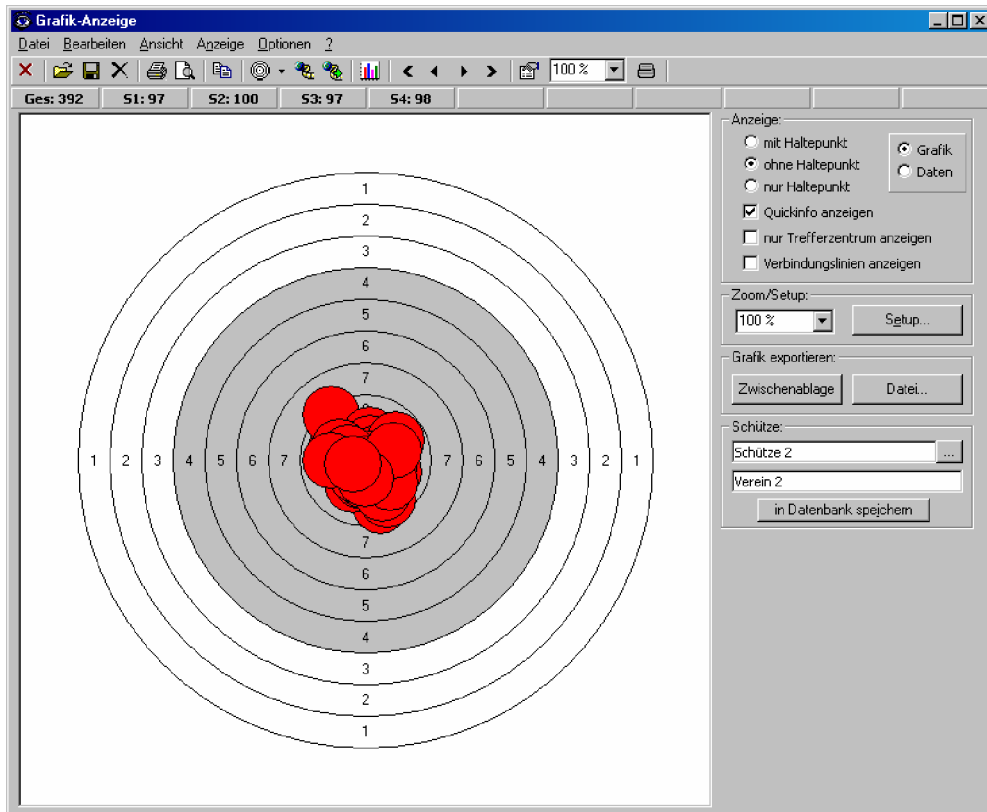 Grafik-Anzeige
Datei Bearbeiten Ansicht Anzeige Optionen ?
100 %
Ges: 392 S1: 97 S2: 100 S3: 97 S4: 98
1
2
3
4
5
6
7
1 2 3 4 5 6 7 7 6 5 4 3 2 1
7
6
5
4
3
2
1
Anzeige:
mit Haltepunkt
ohne Haltepunkt
nur Haltepunkt
Grafik
Daten
Quickinfo anzeigen
nur Trefferzentrum anzeigen
Verbindungslinien anzeigen
Zoom/Setup:
100 % Setup...
Grafik exportieren:
Zwischenablage Datei...
Schütze:
Schütze 2 ...
Verein 2
in Datenbank speichern